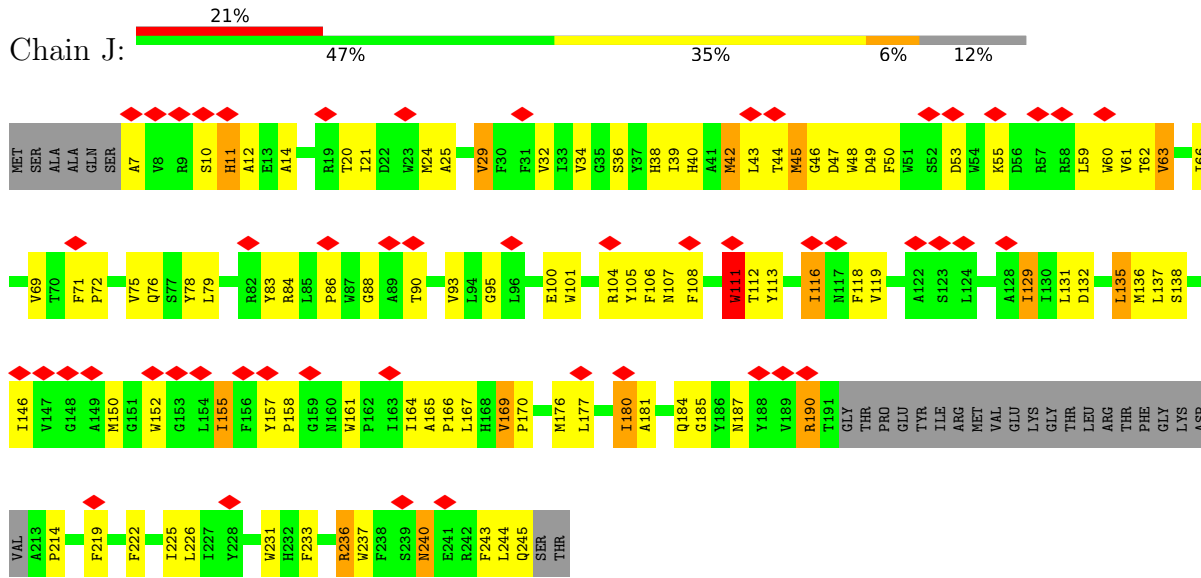 21%
Chain J:
47% 35% 6% 12%
MET SER ALA ALA GLN SER A7 V8 R9 S10 H11 A12 E13 A14 R19 T20 I21 D22 W23 M24 A25 V29 F30 F31 V32 I33 V34 G35 S36 Y37 H38 I39 H40 A41 M42 L43 T44 M45 G46 D47 W48 D49 F50 W51 S52 D53 W54 K55 D56 R57 R58 L59 W60 V61 T62 V63 I66
V69 T70 F71 P72 V75 Q76 S77 Y78 L79 R82 Y83 R84 L85 P86 W87 G88 A89 T90 V93 L94 G95 L96 E100 W101 R104 Y105 F106 N107 F108 W111 T112 Y113 I116 N117 F118 V119 A122 S123 L124 A128 I129 I130 L131 D132 L135 M136 L137 S138
I146 V147 G148 A149 M150 G151 W152 G153 L154 I155 F156 Y157 P158 G159 N160 W161 P162 I163 I164 A165 P166 L167 H168 V169 P170 M176 L177 I180 A181 Q184 G185 Y186 N187 Y188 V189 R190 T191 GLY THR PRO GLU TYR ILE ARG MET VAL GLU LYS GLY THR LEU ARG THR PHE GLY LYS ASP
VAL A213 P214 F219 F222 I225 L226 I227 Y228 W231 H232 F233 R236 W237 F238 S239 N240 E241 R242 F243 L244 Q245 SER THR